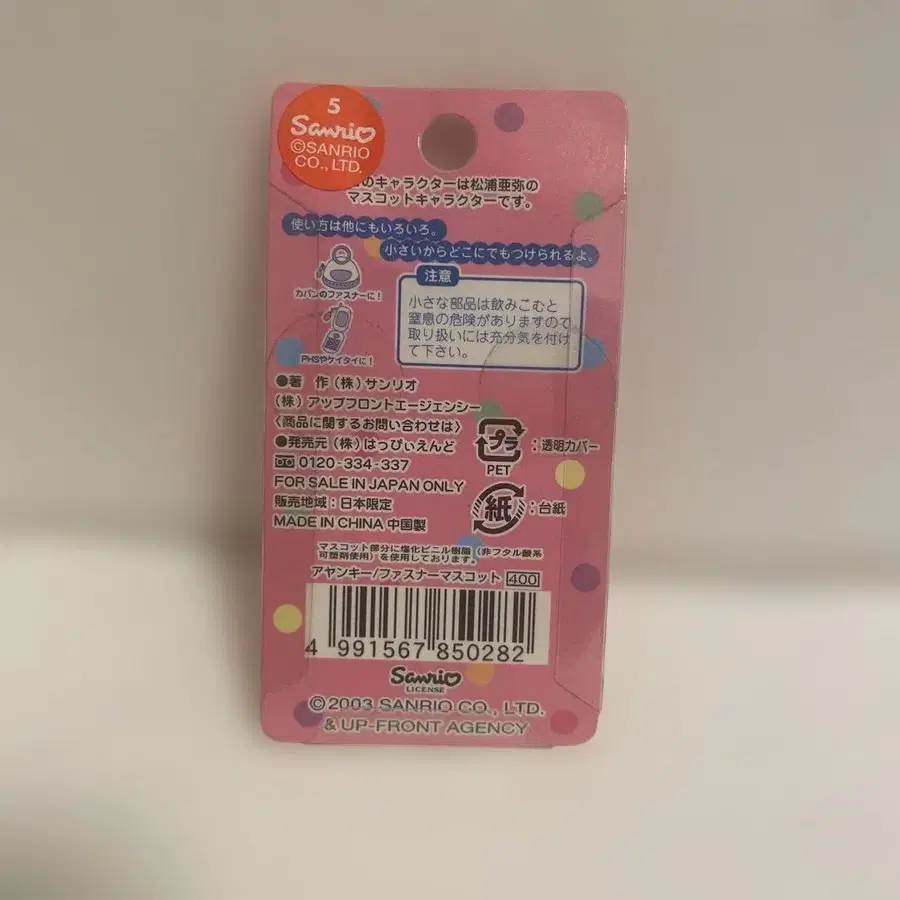 5
Sanrio
©SANRIO
CO., LTD.
のキャラクターは松浦亜弥の
マスコットキャラクターです。
使い方は他にもいろいろ。
小さいからどこにでもつけられるよ。
カバンのファスナーに!
PHSやケイタイに!
注意
小さな部品は飲みこむと
窒息の危険がありますので
取り扱いには充分気を付け
て下さい。
●著 作(株)サンリオ
(株)アップフロントエージェンシー
〈商品に関するお問い合わせは〉
●発売元(株)はっぴぃえんど
0120-334-337
FOR SALE IN JAPAN ONLY
販売地域:日本限定
MADE IN CHINA 中国製
プラ
PET
:透明カバー
紙
:台紙
マスコット部分に塩化ビニル樹脂(非フタル酸系
可塑剤使用)を使用しております。
アヤンキー/ファスナーマスコット 400
4 991567 850282
Sanrio
LICENSE
©2003 SANRIO CO., LTD.
& UP-FRONT AGENCY